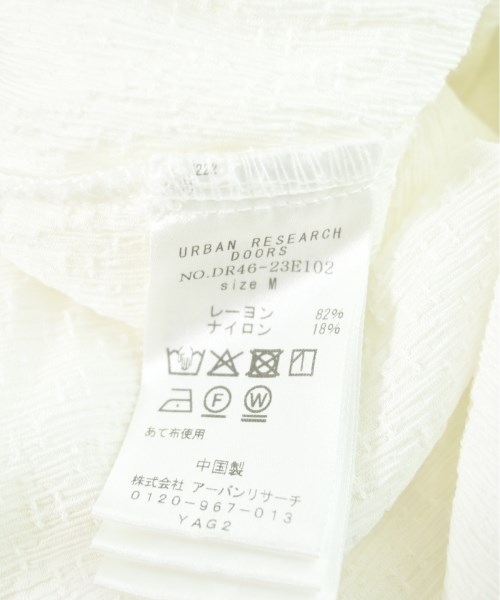 URBAN RESEARCH
DOORS
NO.DR46-23E102
size M
レーヨン 82%
ナイロン 18%
F W
あて布使用
中国製
株式会社 アーバンリサーチ
0120-967-013
YAG2